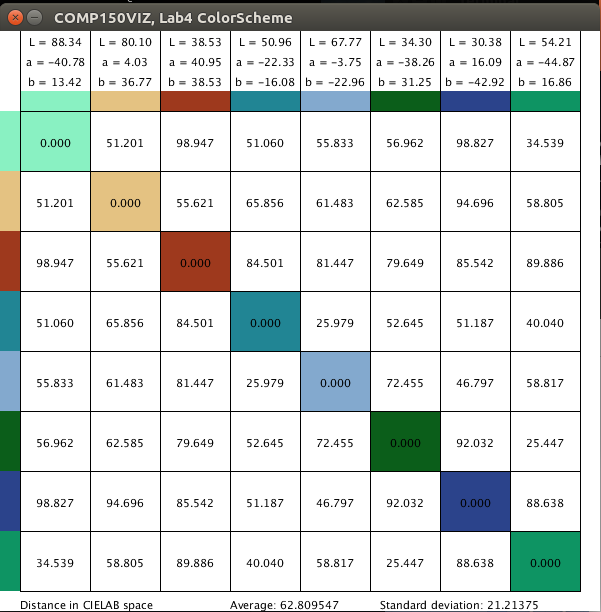 COMP150VIZ, Lab4 ColorScheme
L = 88.34 L = 80.10 L = 38.53 L = 50.96 L = 67.77 L = 34.30 L = 30.38 L = 54.21
a = -40.78 a = 4.03 a = 40.95 a = -22.33 a = -3.75 a = -38.26 a = 16.09 a = -44.87
b = 13.42 b = 36.77 b = 38.53 b = -16.08 b = -22.96 b = 31.25 b = -42.92 b = 16.86
0.000 51.201 98.947 51.060 55.833 56.962 98.827 34.539
51.201 0.000 55.621 65.856 61.483 62.585 94.696 58.805
98.947 55.621 0.000 84.501 81.447 79.649 85.542 89.886
51.060 65.856 84.501 0.000 25.979 52.645 51.187 40.040
55.833 61.483 81.447 25.979 0.000 72.455 46.797 58.817
56.962 62.585 79.649 52.645 72.455 0.000 92.032 25.447
98.827 94.696 85.542 51.187 46.797 92.032 0.000 88.638
34.539 58.805 89.886 40.040 58.817 25.447 88.638 0.000
Distance in CIELAB space Average: 62.809547 Standard deviation: 21.21375